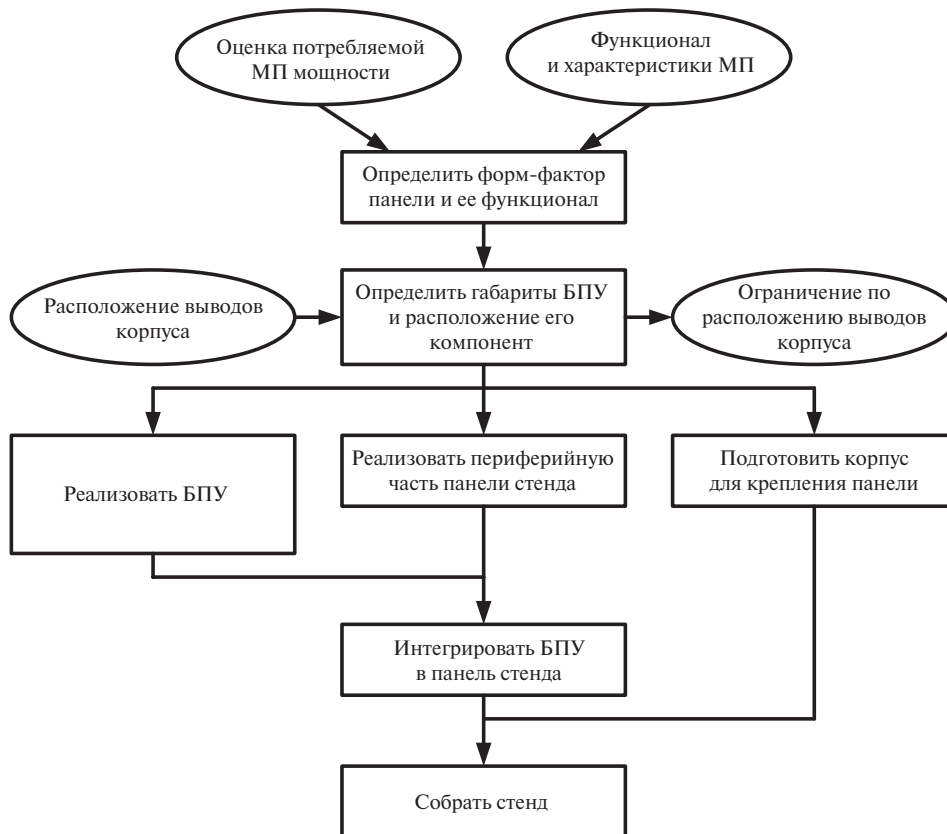 Оценка потребляемой
МП мощности
Функционал
и характеристики МП
Определить форм-фактор
панели и ее функционал
Расположение выводов
корпуса
Определить габариты БПУ
и расположение его
компонент
Ограничение по
расположению выводов
корпуса
Реализовать БПУ
Реализовать периферийную
часть панели стенда
Подготовить корпус
для крепления панели
Интегрировать БПУ
в панель стенда
Собрать стенд